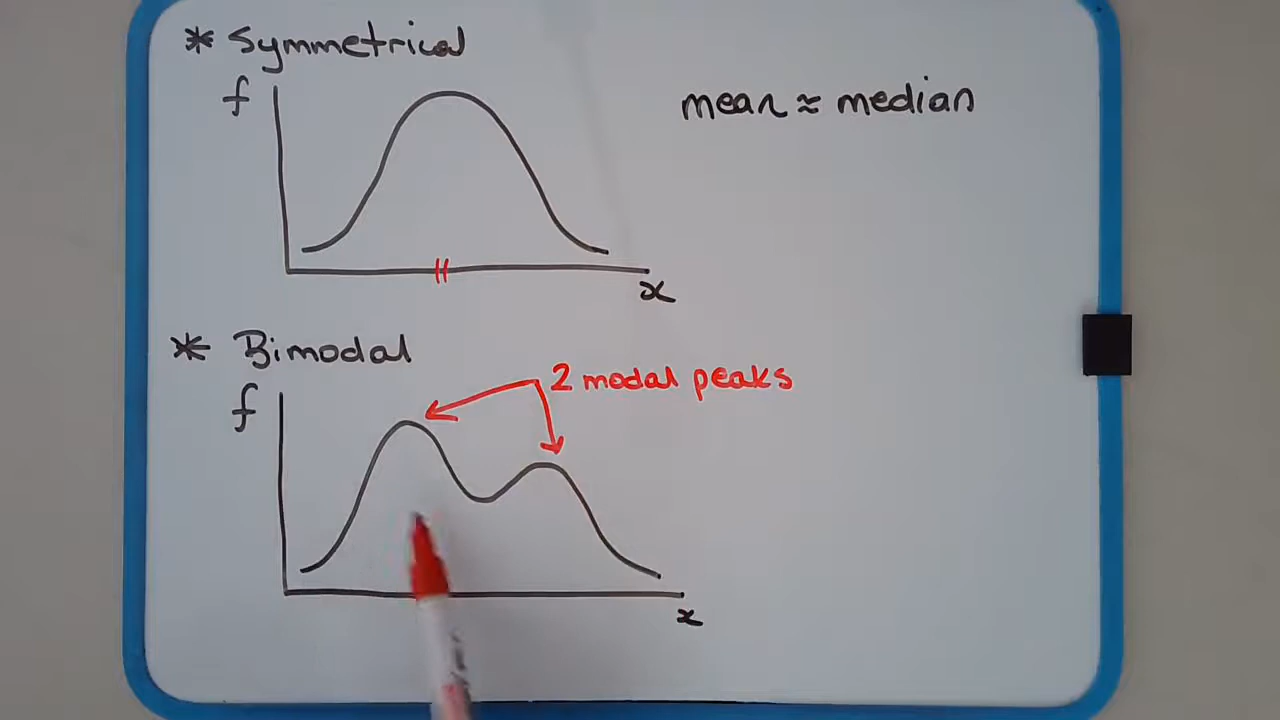 * Symmetrical
f
mean ≈ median
x
* Bimodal
2 modal peaks
f
x